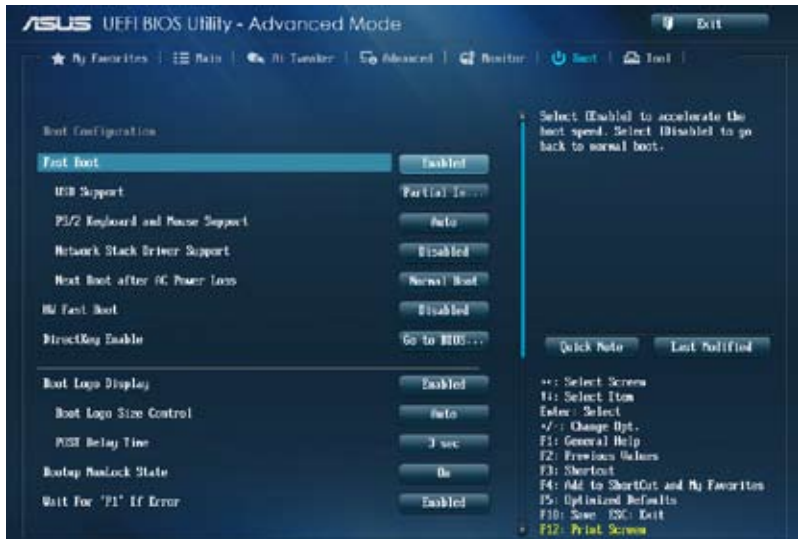 ASUS UEFI BIOS Utility - Advanced Mode
Exit
My Favorites
Main
Ai Tweaker
Advanced
Monitor
Boot
Tool
Boot Configuration
Fast Boot
Enabled
USB Support
Partial In...
PS/2 Keyboard and Mouse Support
Auto
Network Stack Driver Support
Disabled
Next Boot after AC Power Loss
Normal Boot
HW Fast Boot
Disabled
DirectKey Enable
Go to BIOS...
Boot Logo Display
Enabled
Boot Logo Size Control
Auto
POST Delay Time
3 sec
Bootup NumLock State
On
Wait For 'F1' If Error
Enabled
Select [Enable] to accelerate the
boot speed. Select [Disable] to go
back to normal boot.
Quick Note
Last Modified
→←: Select Screen
↑↓: Select Item
Enter: Select
+/-: Change Opt.
F1: General Help
F2: Previous Values
F3: Shortcut
F4: Add to ShortCut and My Favorites
F5: Optimized Defaults
F10: Save ESC: Exit
F12: Print Screen